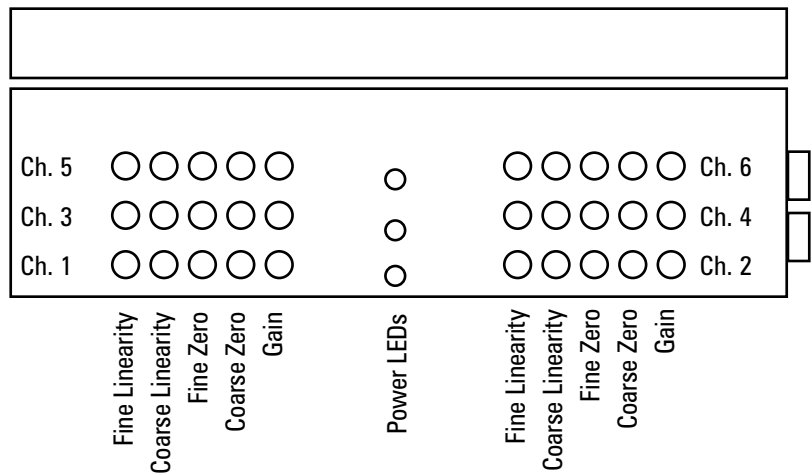 Ch. 5
Ch. 6
Ch. 3
Ch. 4
Ch. 1
Ch. 2
Fine Linearity
Coarse Linearity
Fine Zero
Coarse Zero
Gain
Power LEDs
Fine Linearity
Coarse Linearity
Fine Zero
Coarse Zero
Gain